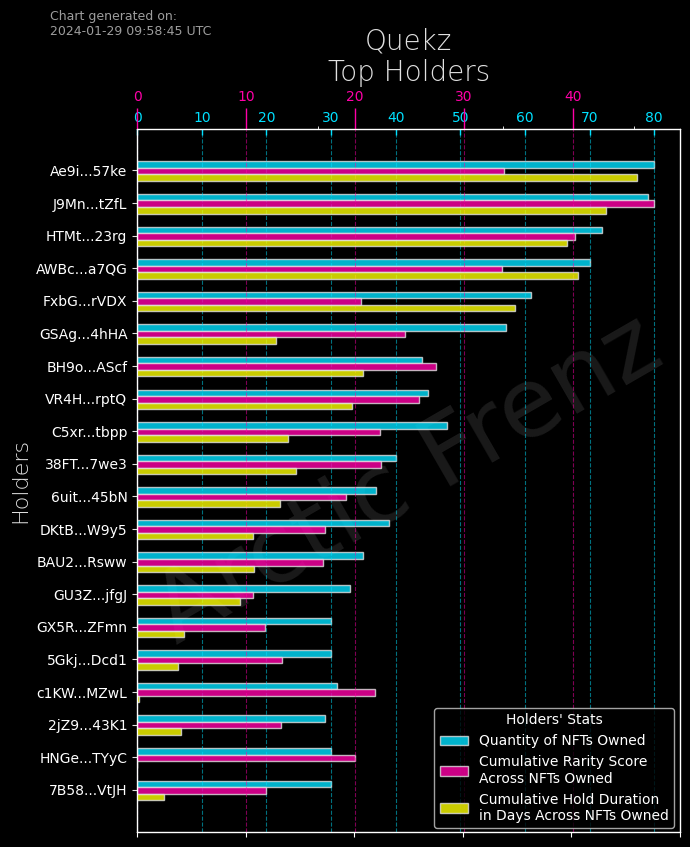 Chart generated on:
2024-01-29 09:58:45 UTC
Quekz
Top Holders
0 10 20 30 40
0 10 20 30 40 50 60 70 80
Holders
Ae9i...57ke
J9Mn...tZfL
HTMt...23rg
AWBc...a7QG
FxbG...rVDX
GSAg...4hHA
BH9o...AScf
VR4H...rptQ
C5xr...tbpp
38FT...7we3
6uit...45bN
DKtB...W9y5
BAU2...Rsww
GU3Z...jfgJ
GX5R...ZFmn
5Gkj...Dcd1
c1KW...MZwL
2jZ9...43K1
HNGe...TYyC
7B58...VtJH
Arctic Frenz
Holders' Stats
Quantity of NFTs Owned
Cumulative Rarity Score
Across NFTs Owned
Cumulative Hold Duration
in Days Across NFTs Owned